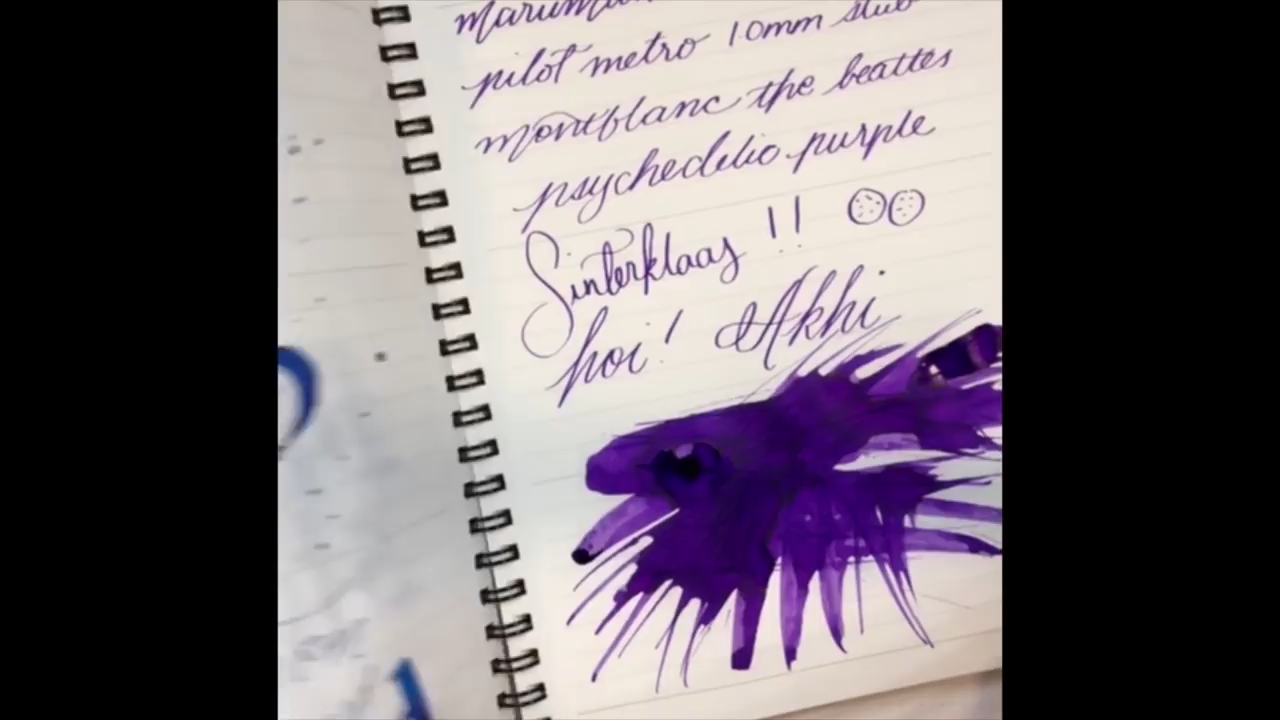 pilot metro 10mm stub
montblanc the beatles
psychedelic purple
Sinterklaas !!
hoi! Akhi